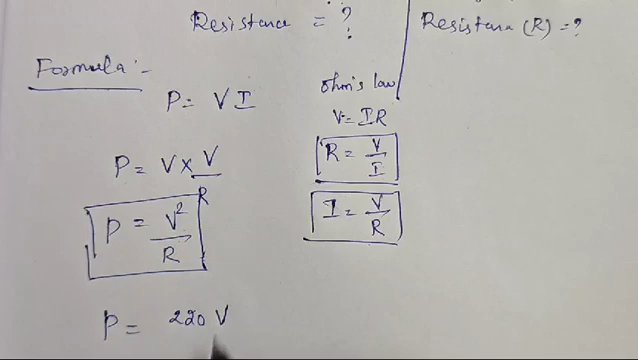 Resistance = ?
Resistance (R) = ?
Formula:-
P = VI
Ohm's law
V = IR
R = V/I
I = V/R
P = V × V/R
P = V²/R
P = 220 V